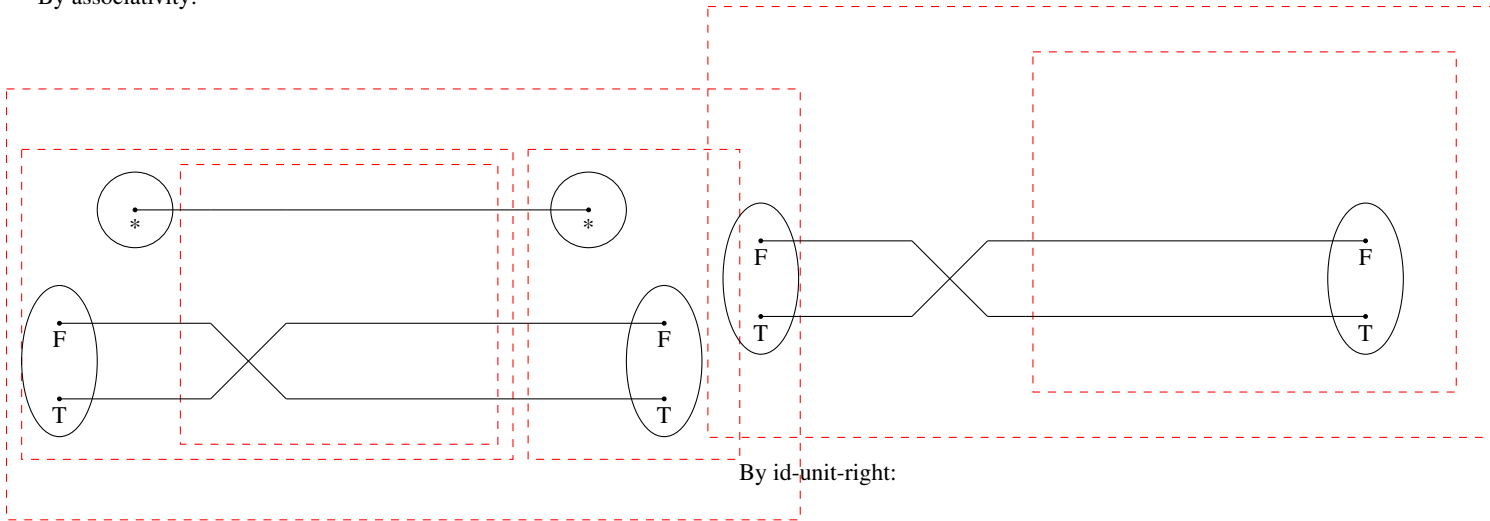 By associativity:
* *
F F
F F
T T
T T
By id-unit-right: